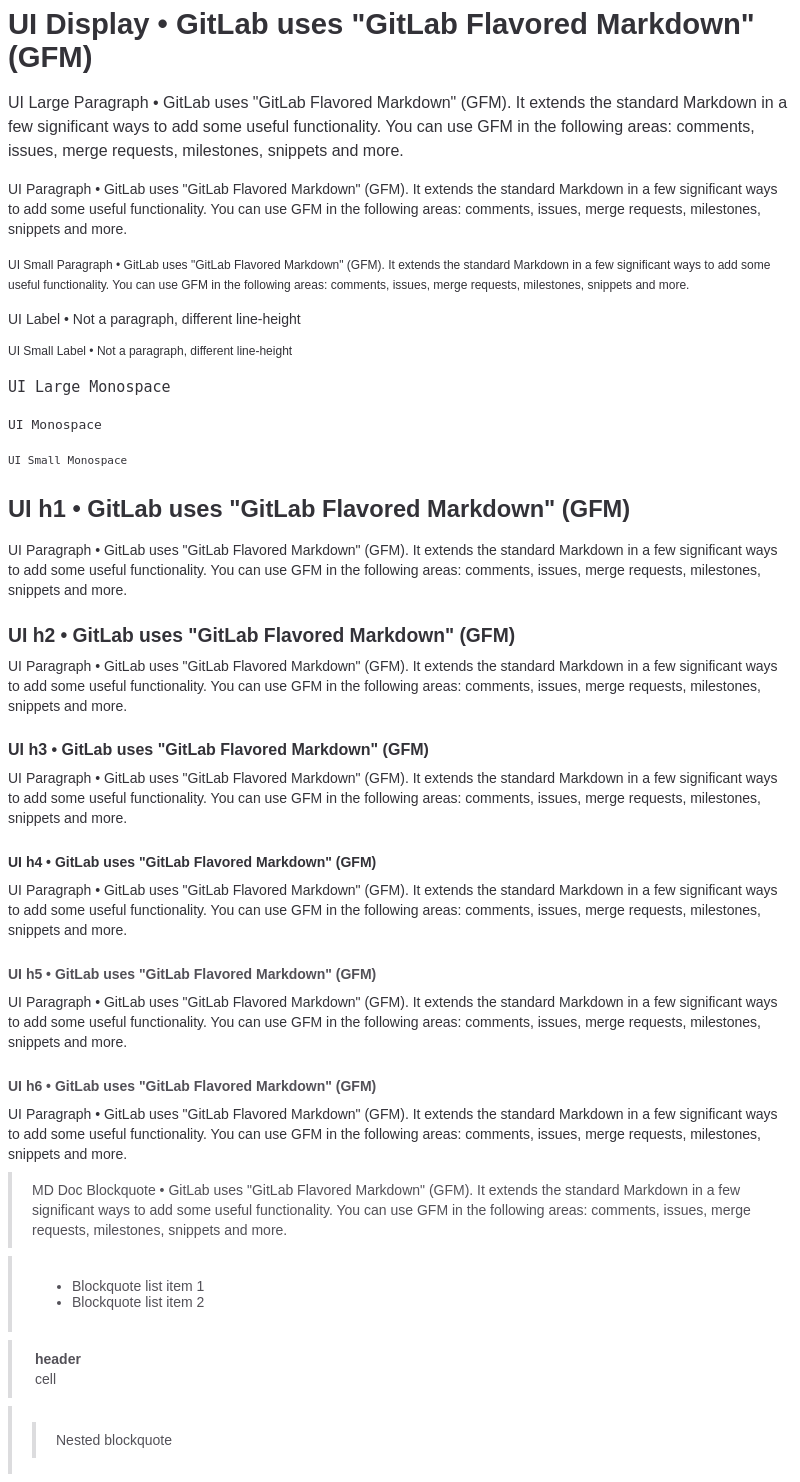 UI Display • GitLab uses "GitLab Flavored Markdown"
(GFM)
UI Large Paragraph • GitLab uses "GitLab Flavored Markdown" (GFM). It extends the standard Markdown in a
few significant ways to add some useful functionality. You can use GFM in the following areas: comments,
issues, merge requests, milestones, snippets and more.
UI Paragraph • GitLab uses "GitLab Flavored Markdown" (GFM). It extends the standard Markdown in a few significant ways
to add some useful functionality. You can use GFM in the following areas: comments, issues, merge requests, milestones,
snippets and more.
UI Small Paragraph • GitLab uses "GitLab Flavored Markdown" (GFM). It extends the standard Markdown in a few significant ways to add some
useful functionality. You can use GFM in the following areas: comments, issues, merge requests, milestones, snippets and more.
UI Label • Not a paragraph, different line-height
UI Small Label • Not a paragraph, different line-height
UI Large Monospace
UI Monospace
UI Small Monospace
UI h1 • GitLab uses "GitLab Flavored Markdown" (GFM)
UI Paragraph • GitLab uses "GitLab Flavored Markdown" (GFM). It extends the standard Markdown in a few significant ways
to add some useful functionality. You can use GFM in the following areas: comments, issues, merge requests, milestones,
snippets and more.
UI h2 • GitLab uses "GitLab Flavored Markdown" (GFM)
UI Paragraph • GitLab uses "GitLab Flavored Markdown" (GFM). It extends the standard Markdown in a few significant ways
to add some useful functionality. You can use GFM in the following areas: comments, issues, merge requests, milestones,
snippets and more.
UI h3 • GitLab uses "GitLab Flavored Markdown" (GFM)
UI Paragraph • GitLab uses "GitLab Flavored Markdown" (GFM). It extends the standard Markdown in a few significant ways
to add some useful functionality. You can use GFM in the following areas: comments, issues, merge requests, milestones,
snippets and more.
UI h4 • GitLab uses "GitLab Flavored Markdown" (GFM)
UI Paragraph • GitLab uses "GitLab Flavored Markdown" (GFM). It extends the standard Markdown in a few significant ways
to add some useful functionality. You can use GFM in the following areas: comments, issues, merge requests, milestones,
snippets and more.
UI h5 • GitLab uses "GitLab Flavored Markdown" (GFM)
UI Paragraph • GitLab uses "GitLab Flavored Markdown" (GFM). It extends the standard Markdown in a few significant ways
to add some useful functionality. You can use GFM in the following areas: comments, issues, merge requests, milestones,
snippets and more.
UI h6 • GitLab uses "GitLab Flavored Markdown" (GFM)
UI Paragraph • GitLab uses "GitLab Flavored Markdown" (GFM). It extends the standard Markdown in a few significant ways
to add some useful functionality. You can use GFM in the following areas: comments, issues, merge requests, milestones,
snippets and more.
MD Doc Blockquote • GitLab uses "GitLab Flavored Markdown" (GFM). It extends the standard Markdown in a few
significant ways to add some useful functionality. You can use GFM in the following areas: comments, issues, merge
requests, milestones, snippets and more.
• Blockquote list item 1
• Blockquote list item 2
header
cell
Nested blockquote